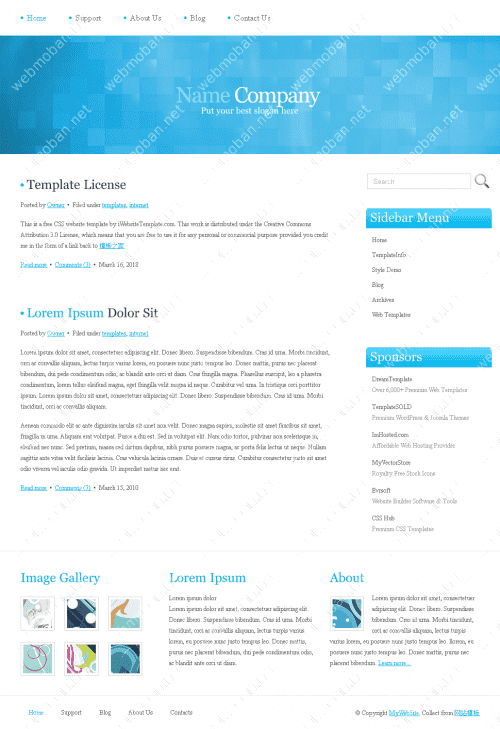 Home Support About Us Blog Contact Us
Name Company
Put your best slogan here
Template License
Posted by Owner • Filed under templates, internet
This is a free CSS website template by iWebsiteTemplate.com. This work is distributed under the Creative Commons
Attribution 3.0 License, which means that you are free to use it for any personal or commercial purpose provided you credit
me in the form of a link back to 模板之家
Read more • Comments (3) • March 16, 2018
Lorem Ipsum Dolor Sit
Posted by Owner • Filed under templates, internet
Lorem ipsum dolor sit amet, consectetuer adipiscing elit. Donec libero. Suspendisse bibendum. Cras id urna. Morbi
tincidunt, orci ac convallis aliquam, lectus turpis varius lorem, eu posuere nunc justo tempus leo. Donec mattis, purus nec placerat
bibendum, dui pede condimentum odio, ac blandit ante orci ut diam. Cras fringilla magna. Phasellus suscipit, leo a pharetra
condimentum, lorem tellus eleifend magna, eget fringilla velit magna id neque. Curabitur vel urna. In tristique orci porttitor
ipsum. Lorem ipsum dolor sit amet, consectetuer adipiscing elit. Donec libero. Suspendisse bibendum. Cras id urna. Morbi
tincidunt, orci ac convallis aliquam.
Aenean commodo elit ac ante dignissim iaculis sit amet non velit. Donec magna sapien, molestie sit amet faucibus sit amet,
fringilla in urna. Aliquam erat volutpat. Fusce a dui est. Sed in volutpat elit. Nam odio tortor, pulvinar non scelerisque in,
eleifend nec nunc. Sed pretium, massa sed dictum dapibus, nibh purus posuere magna, ac porta felis lectus ut neque. Nullam
sagittis ante vitae velit facilisis lacinia. Cras vehicula lacinia ornare. Duis et cursus risus. Curabitur consectetur justo sit amet
odio viverra vel iaculis odio gravida. Ut imperdiet metus nec erat.
Read more • Comments (7) • March 15, 2010
Search
Sidebar Menu
Home
TemplateInfo
Style Demo
Blog
Archives
Web Templates
Sponsors
DreamTemplate
Over 6,000+ Premium Web Templates
TemplateSOLD
Premium WordPress & Joomla Themes
ImHosted.com
Affordable Web Hosting Provider
MyVectorStore
Royalty Free Stock Icons
Evrsoft
Website Builder Software & Tools
CSS Hub
Premium CSS Templates
Image Gallery
Lorem Ipsum
Lorem ipsum dolor
Lorem ipsum dolor sit amet, consectetuer adipiscing elit.
Donec libero. Suspendisse bibendum. Cras id urna. Morbi
tincidunt, orci ac convallis aliquam, lectus turpis varius
lorem, eu posuere nunc justo tempus leo. Donec mattis,
purus nec placerat bibendum, dui pede condimentum odio,
ac blandit ante orci ut diam.
About
Lorem ipsum dolor sit amet, consectetuer
adipiscing elit. Donec libero. Suspendisse
bibendum. Cras id urna. Morbi tincidunt,
orci ac convallis aliquam, lectus turpis
varius lorem, eu posuere nunc justo tempus leo. Donec mattis,
purus nec placerat bibendum, dui pede condimentum odio, ac
posuere bibendum. Learn more...
Home Support Blog About Us Contacts
© Copyright MyWebSite. Collect from 网站模板
webmoban.net